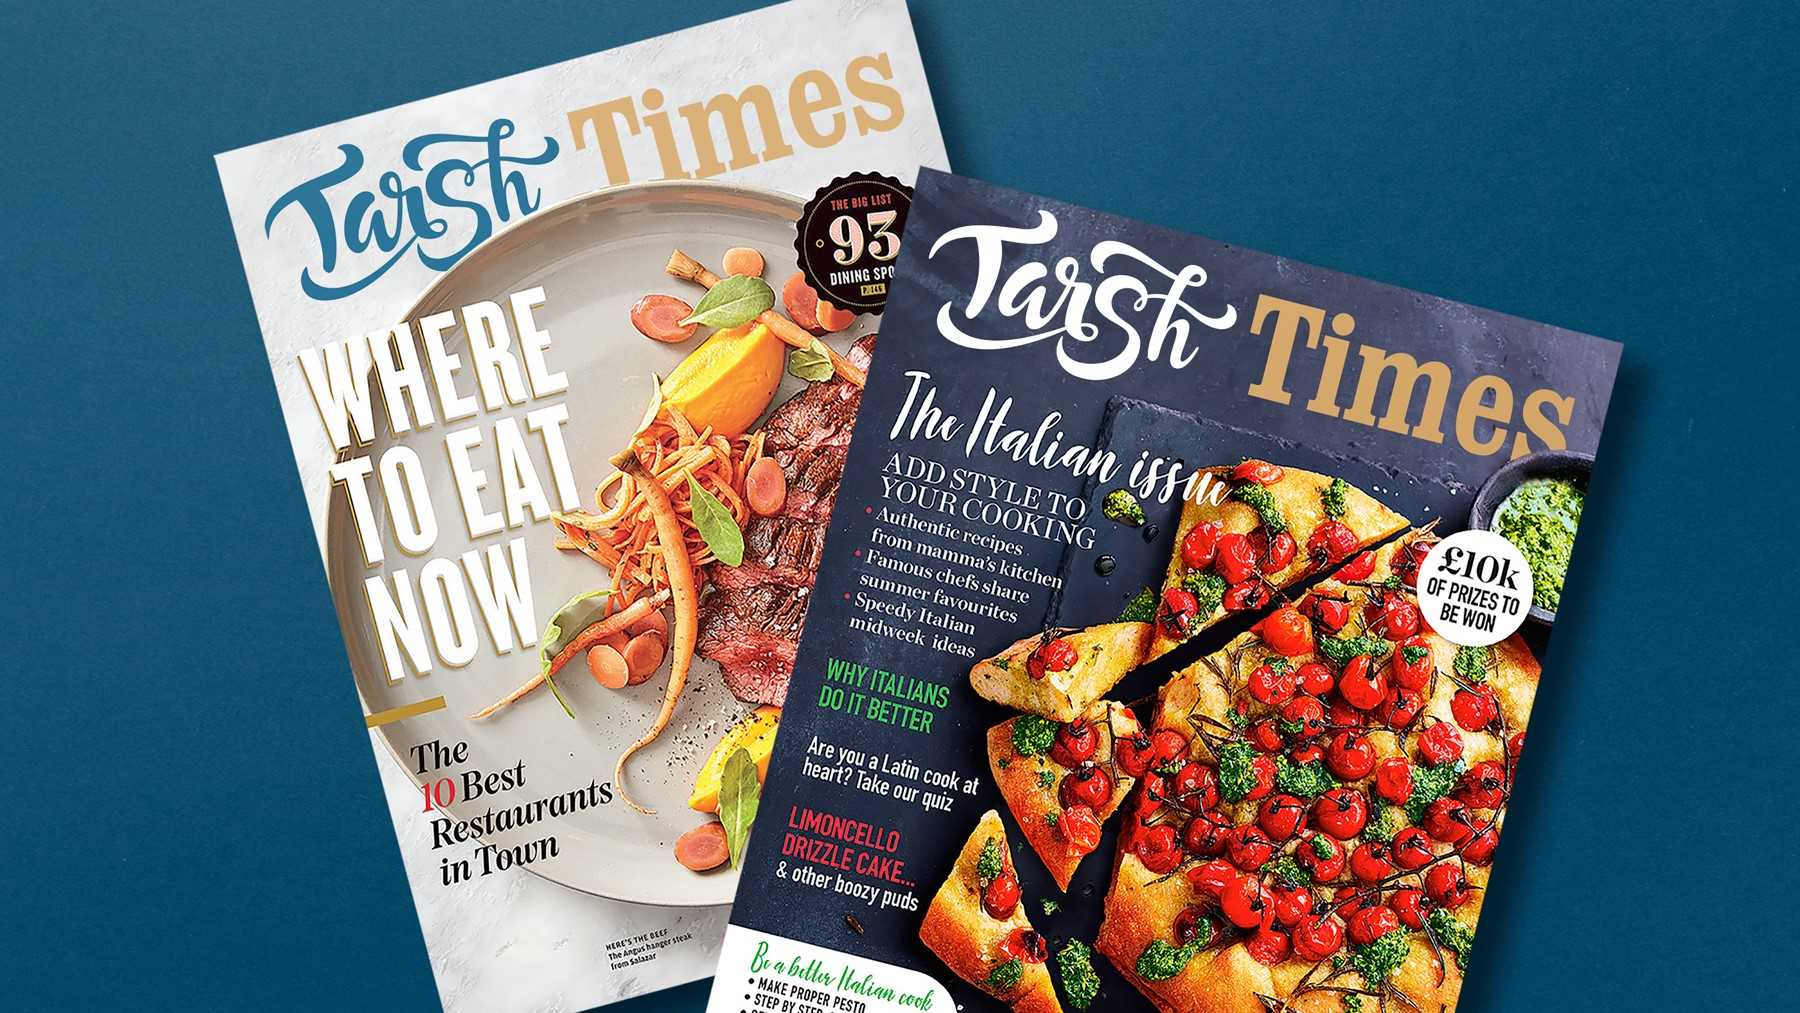 Tarsh Times
THE BIG LIST
93
DINING SPO
P. 146
WHERE
TO EAT
NOW
The
10 Best
Restaurants
in Town
HERE'S THE BEEF
The Angus hanger steak
from Salazar
Tarsh Times
The Italian issue
ADD STYLE TO
YOUR COOKING
• Authentic recipes
from mamma's kitchen
• Famous chefs share
summer favourites
• Speedy Italian
midweek ideas
£10k
OF PRIZES TO
BE WON
WHY ITALIANS
DO IT BETTER
Are you a Latin cook at
heart? Take our quiz
LIMONCELLO
DRIZZLE CAKE...
& other boozy puds
Be a better Italian cook
• MAKE PROPER PESTO
• STEP BY STEP